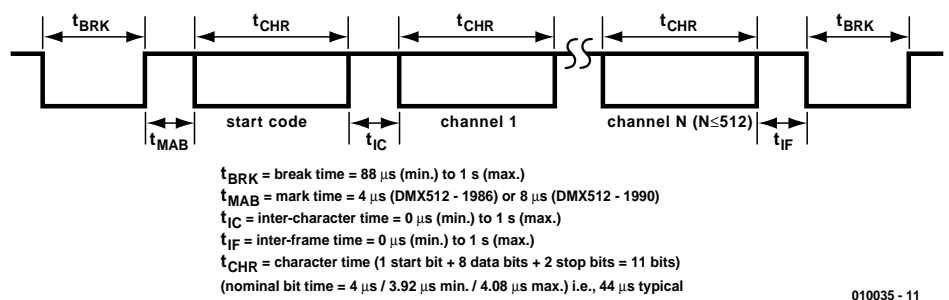 tBRK tCHR tCHR tCHR tBRK
start code channel 1 channel N (N≤512)
tMAB tIC tIF
tBRK = break time = 88 µs (min.) to 1 s (max.)
tMAB = mark time = 4 µs (DMX512 - 1986) or 8 µs (DMX512 - 1990)
tIC = inter-character time = 0 µs (min.) to 1 s (max.)
tIF = inter-frame time = 0 µs (min.) to 1 s (max.)
tCHR = character time (1 start bit + 8 data bits + 2 stop bits = 11 bits)
(nominal bit time = 4 µs / 3.92 µs min. / 4.08 µs max.) i.e., 44 µs typical
010035 - 11